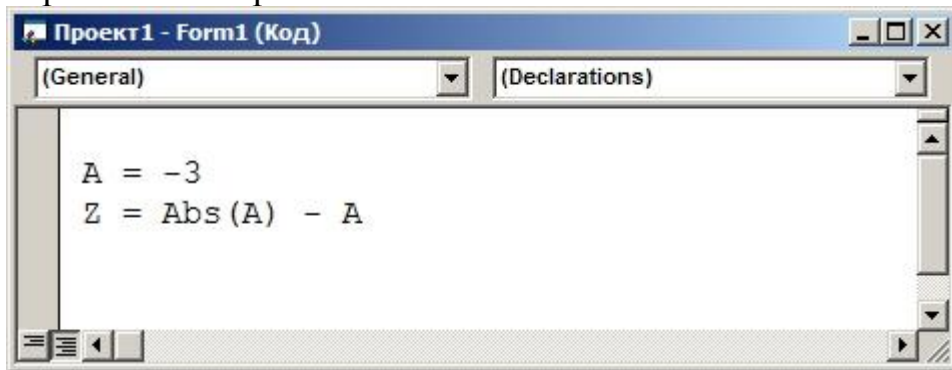 Проект1 - Form1 (Код)
(General) (Declarations)
A = -3
Z = Abs(A) - A